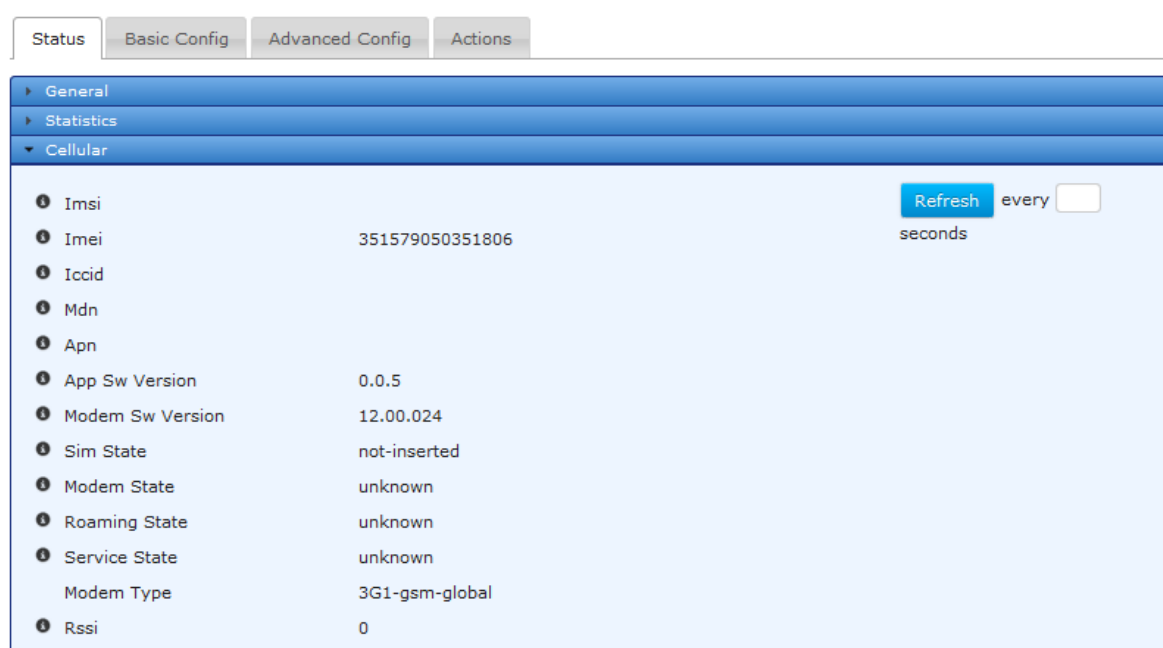 Status Basic Config Advanced Config Actions
General
Statistics
Cellular
Imsi
Refresh every
Imei 351579050351806
seconds
Iccid
Mdn
Apn
App Sw Version 0.0.5
Modem Sw Version 12.00.024
Sim State not-inserted
Modem State unknown
Roaming State unknown
Service State unknown
Modem Type 3G1-gsm-global
Rssi 0